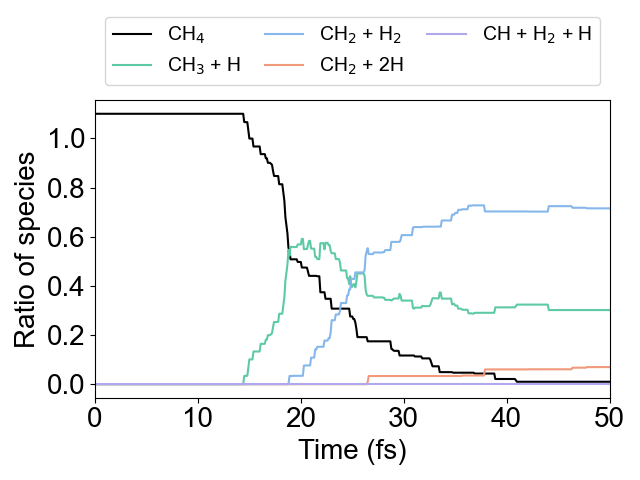 CH₄ CH₂ + H₂ CH + H₂ + H
CH₃ + H CH₂ + 2H
Ratio of species
1.0
0.8
0.6
0.4
0.2
0.0
0 10 20 30 40 50
Time (fs)